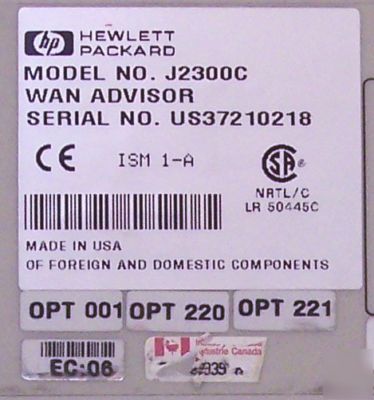 hp HEWLETT
PACKARD
MODEL NO. J2300C
WAN ADVISOR
SERIAL NO. US37210218
CE ISM 1-A SA
NRTL/C
LR 50445C
MADE IN USA
OF FOREIGN AND DOMESTIC COMPONENTS
OPT 001 OPT 220 OPT 221
EC:06
Industrie Canada